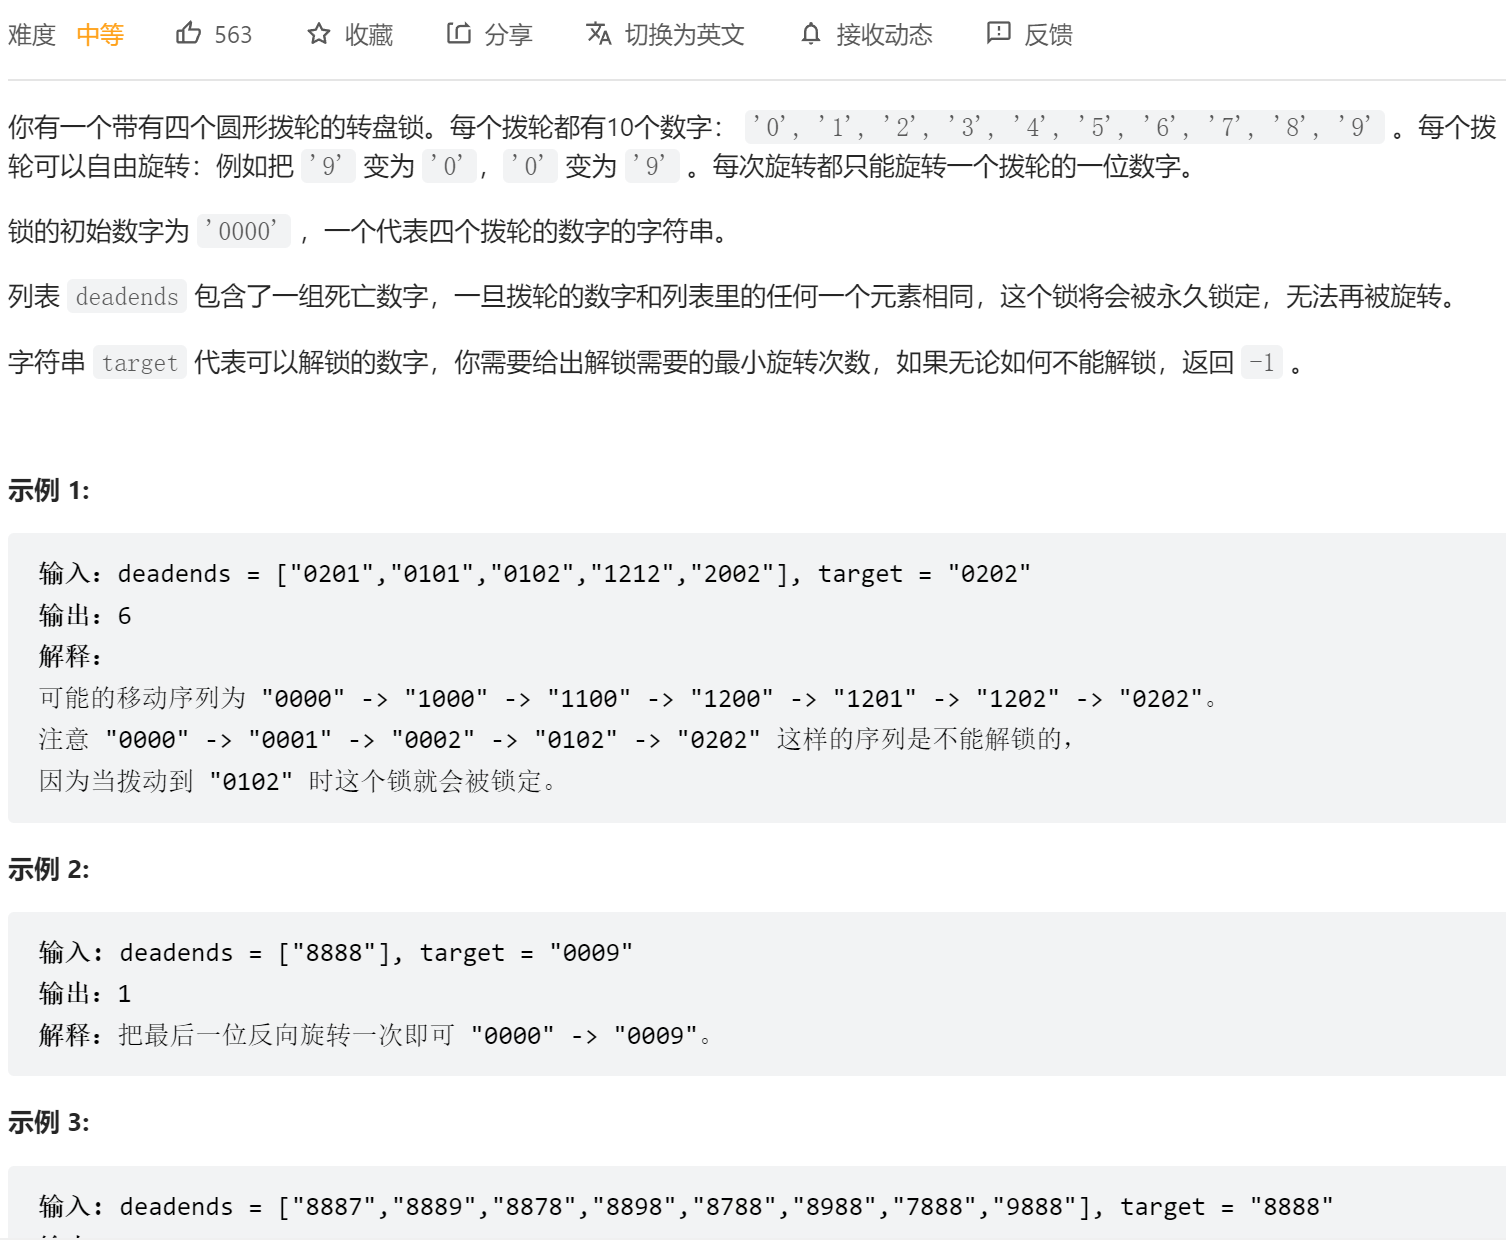 难度 中等 563 收藏 分享 切换为英文 接收动态 反馈
你有一个带有四个圆形拨轮的转盘锁。每个拨轮都有10个数字： '0', '1', '2', '3', '4', '5', '6', '7', '8', '9' 。每个拨
轮可以自由旋转：例如把 '9' 变为 '0'，'0' 变为 '9' 。每次旋转都只能旋转一个拨轮的一位数字。
锁的初始数字为 '0000' ，一个代表四个拨轮的数字的字符串。
列表 deadends 包含了一组死亡数字，一旦拨轮的数字和列表里的任何一个元素相同，这个锁将会被永久锁定，无法再被旋转。
字符串 target 代表可以解锁的数字，你需要给出解锁需要的最小旋转次数，如果无论如何不能解锁，返回 -1 。
示例 1:
输入：deadends = ["0201","0101","0102","1212","2002"], target = "0202"
输出：6
解释：
可能的移动序列为 "0000" -> "1000" -> "1100" -> "1200" -> "1201" -> "1202" -> "0202"。
注意 "0000" -> "0001" -> "0002" -> "0102" -> "0202" 这样的序列是不能解锁的，
因为当拨动到 "0102" 时这个锁就会被锁定。
示例 2:
输入: deadends = ["8888"], target = "0009"
输出：1
解释：把最后一位反向旋转一次即可 "0000" -> "0009"。
示例 3:
输入: deadends = ["8887","8889","8878","8898","8788","8988","7888","9888"], target = "8888"